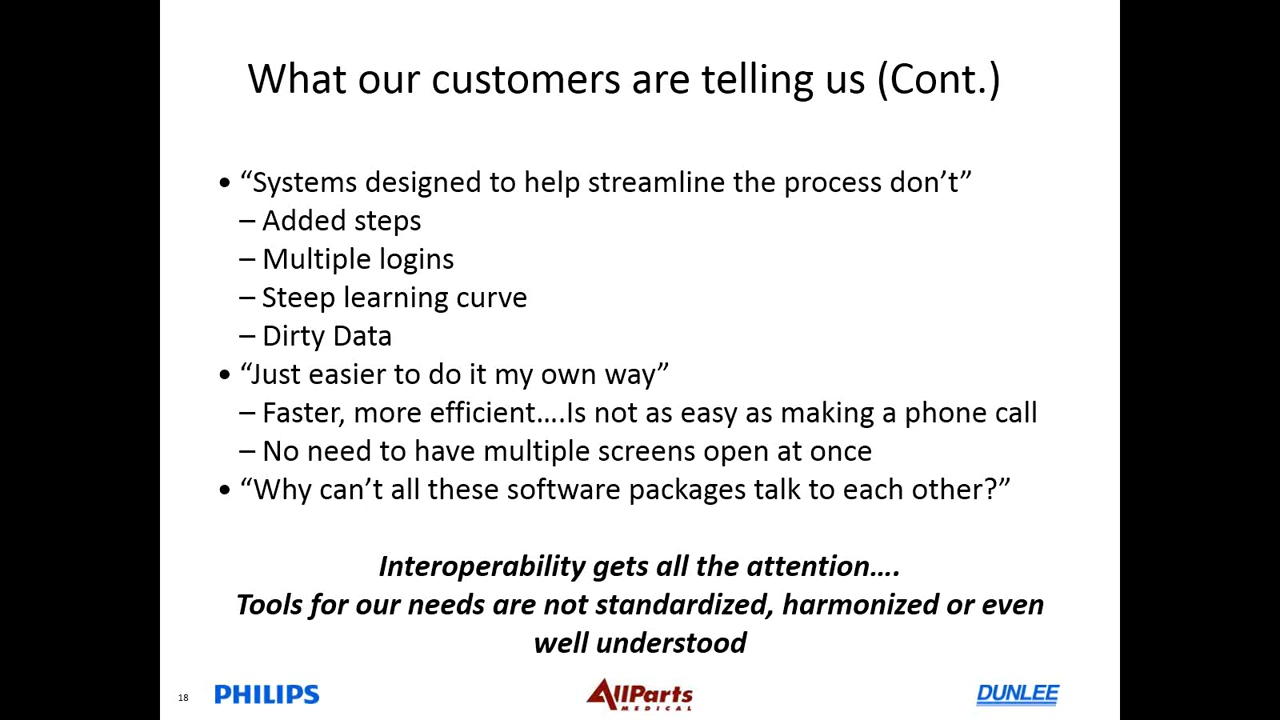 What our customers are telling us (Cont.)
• “Systems designed to help streamline the process don’t”
– Added steps
– Multiple logins
– Steep learning curve
– Dirty Data
• “Just easier to do it my own way”
– Faster, more efficient….Is not as easy as making a phone call
– No need to have multiple screens open at once
• “Why can’t all these software packages talk to each other?”
Interoperability gets all the attention….
Tools for our needs are not standardized, harmonized or even
well understood
18
PHILIPS
AllParts
MEDICAL
DUNLEE